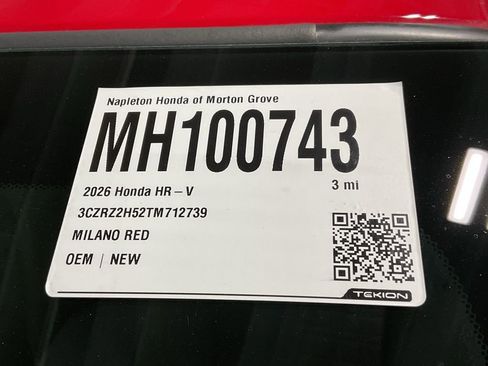 Napleton Honda of Morton Grove
MH100743
2026 Honda HR – V
3 mi
3CZRZ2H52TM712739
MILANO RED
OEM | NEW
TEKION